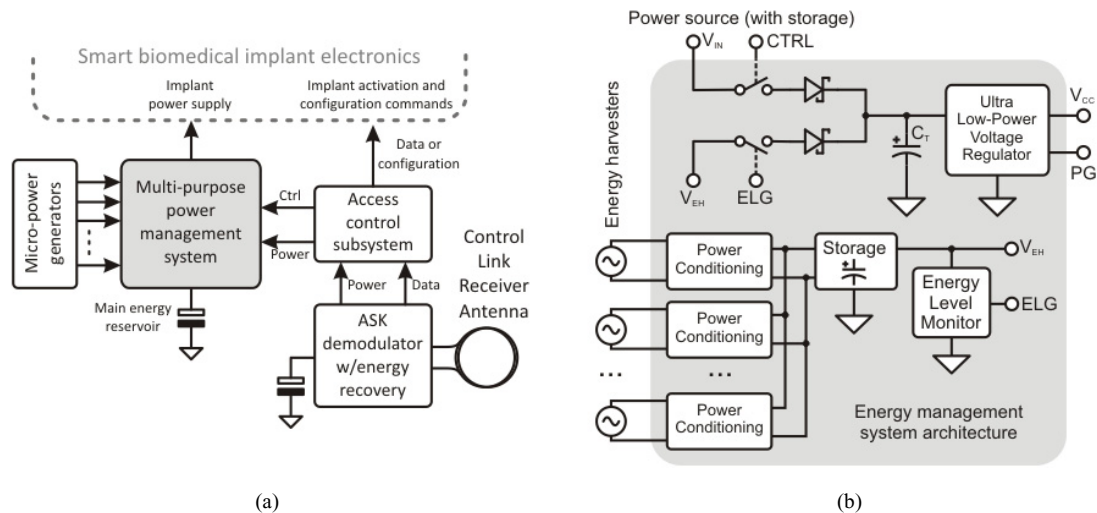 Smart biomedical implant electronics
Implant
power supply
Implant activation and
configuration commands
Data or
configuration
Micro-power
generators
Multi-purpose
power
management
system
Ctrl
Power
Access
control
subsystem
Control
Link
Receiver
Antenna
Main energy
reservoir
Power
Data
ASK
demodulator
w/energy
recovery
(a)
Power source (with storage)
V_IN
CTRL
Energy harvesters
V_EH
ELG
C_T
+
Ultra
Low-Power
Voltage
Regulator
V_CC
PG
Power
Conditioning
Storage
+
V_EH
Energy
Level
Monitor
ELG
Power
Conditioning
... ...
Power
Conditioning
Energy management
system architecture
(b)